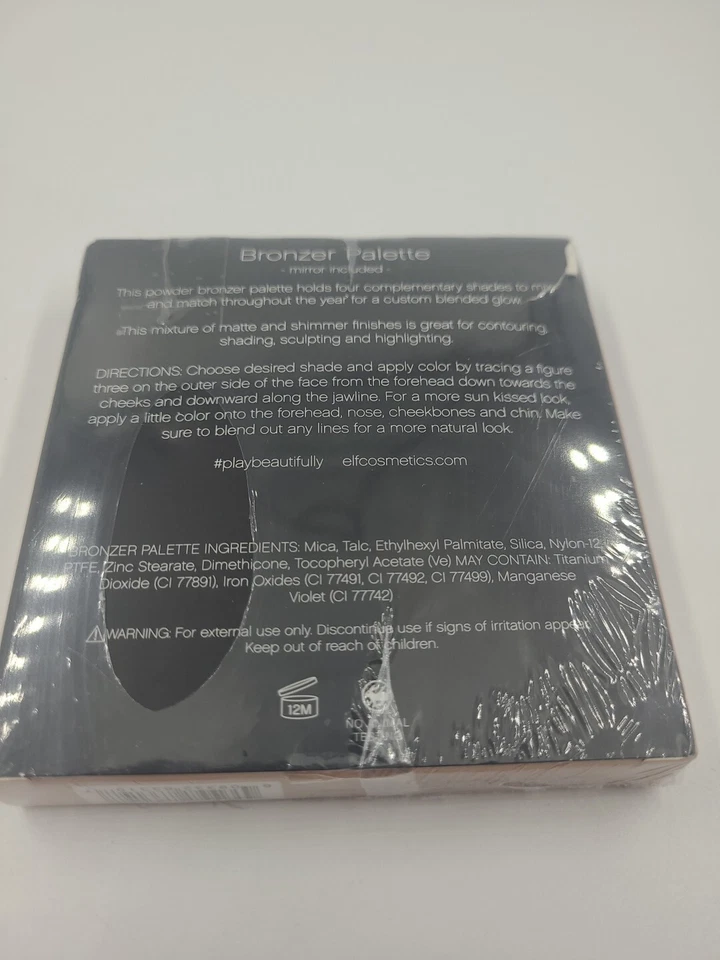 Bronzer Palette
- mirror included -
This powder bronzer palette holds four complementary shades to mix
and match throughout the year for a custom blended glow.
This mixture of matte and shimmer finishes is great for contouring,
shading, sculpting and highlighting.
DIRECTIONS: Choose desired shade and apply color by tracing a figure
three on the outer side of the face from the forehead down towards the
cheeks and downward along the jawline. For a more sun kissed look,
apply a little color onto the forehead, nose, cheekbones and chin. Make
sure to blend out any lines for a more natural look.
#playbeautifully elfcosmetics.com
BRONZER PALETTE INGREDIENTS: Mica, Talc, Ethylhexyl Palmitate, Silica, Nylon-12,
PTFE, Zinc Stearate, Dimethicone, Tocopheryl Acetate (Ve) MAY CONTAIN: Titanium
Dioxide (CI 77891), Iron Oxides (CI 77491, CI 77492, CI 77499), Manganese
Violet (CI 77742)
WARNING: For external use only. Discontinue use if signs of irritation appear.
Keep out of reach of children.
12M
NO ANIMAL
TESTING